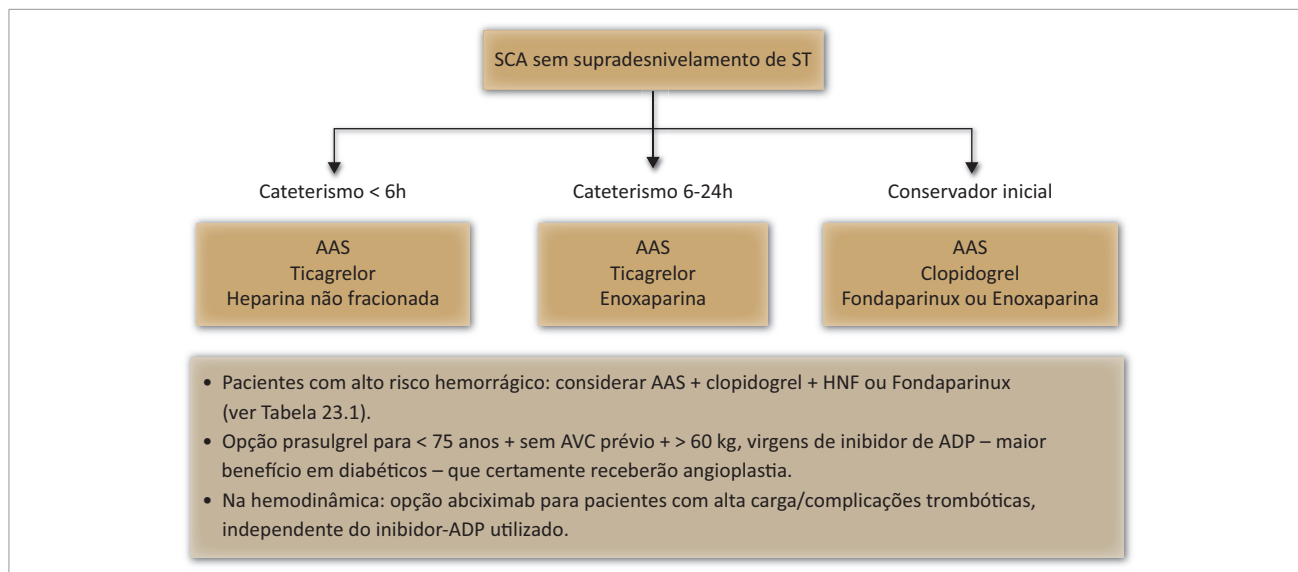 SCA sem supradesnivelamento de ST
Cateterismo < 6h
Cateterismo 6-24h
Conservador inicial
AAS
Ticagrelor
Heparina não fracionada
AAS
Ticagrelor
Enoxaparina
AAS
Clopidogrel
Fondaparinux ou Enoxaparina
• Pacientes com alto risco hemorrágico: considerar AAS + clopidogrel + HNF ou Fondaparinux
(ver Tabela 23.1).
• Opção prasulgrel para < 75 anos + sem AVC prévio + > 60 kg, virgens de inibidor de ADP – maior
benefício em diabéticos – que certamente receberão angioplastia.
• Na hemodinâmica: opção abciximab para pacientes com alta carga/complicações trombóticas,
independente do inibidor-ADP utilizado.